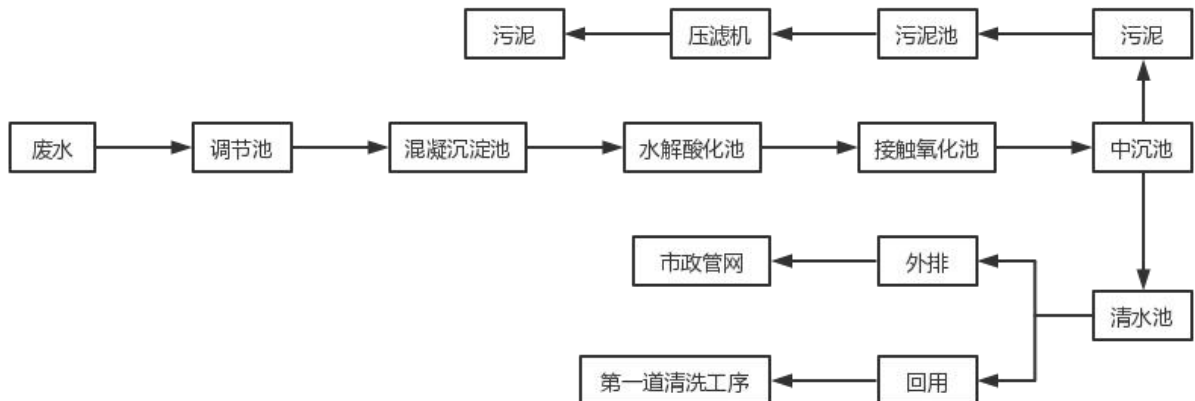 污泥
压滤机
污泥池
污泥
废水
调节池
混凝沉淀池
水解酸化池
接触氧化池
中沉池
市政管网
外排
清水池
第一道清洗工序
回用